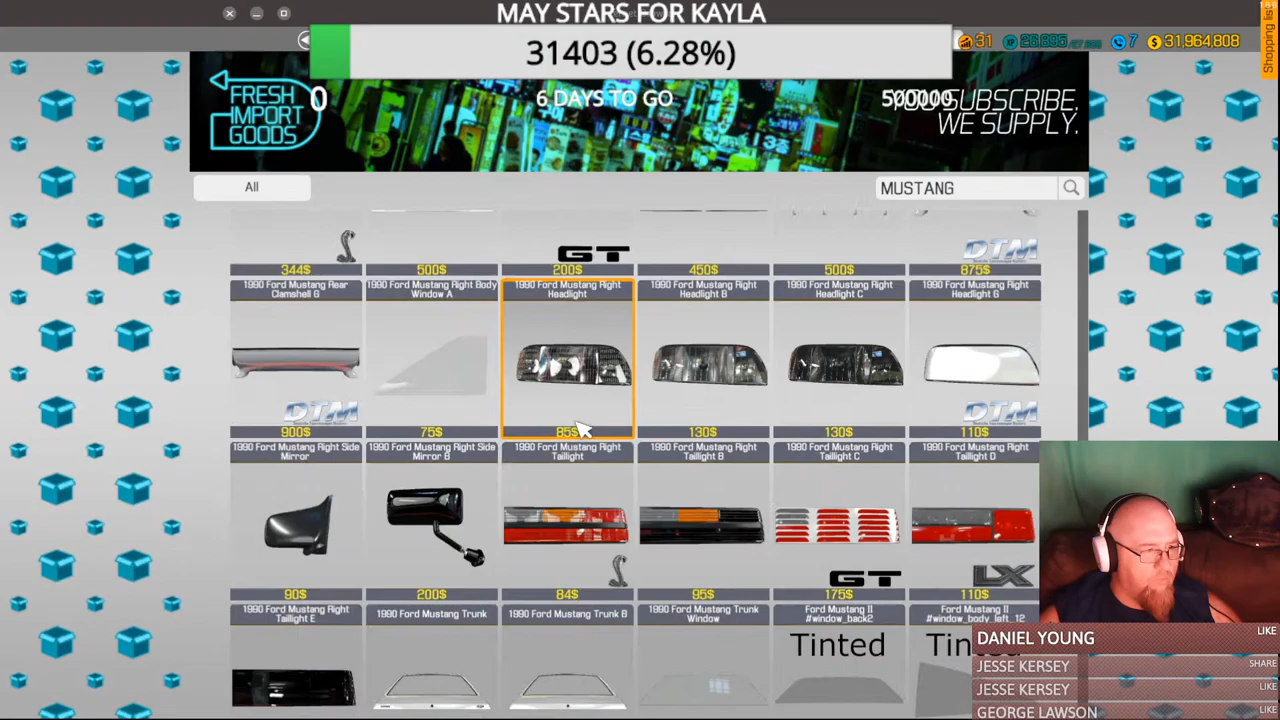 MAY STARS FOR KAYLA
31403 (6.28%)
0
6 DAYS TO GO
500000
31
26,895
7
31,964,808
Shopping list
FRESH
IMPORT
GOODS
YOU SUBSCRIBE.
WE SUPPLY.
All
MUSTANG
GT
DTM
344$
500$
200$
450$
500$
875$
1990 Ford Mustang Rear
Clamshell G
1990 Ford Mustang Right Body
Window A
1990 Ford Mustang Right
Headlight
1990 Ford Mustang Right
Headlight B
1990 Ford Mustang Right
Headlight C
1990 Ford Mustang Right
Headlight G
DTM
DTM
900$
75$
85$
130$
130$
110$
1990 Ford Mustang Right Side
Mirror
1990 Ford Mustang Right Side
Mirror B
1990 Ford Mustang Right
Taillight
1990 Ford Mustang Right
Taillight B
1990 Ford Mustang Right
Taillight C
1990 Ford Mustang Right
Taillight D
GT
LX
90$
200$
84$
95$
175$
110$
1990 Ford Mustang Right
Taillight E
1990 Ford Mustang Trunk
1990 Ford Mustang Trunk B
1990 Ford Mustang Trunk
Window
Ford Mustang II
#window_back2
Ford Mustang II
#window_body_left_12
Tinted
DANIEL YOUNG
LIKE
JESSE KERSEY
SHARE
JESSE KERSEY
LIKE
GEORGE LAWSON
LIKE